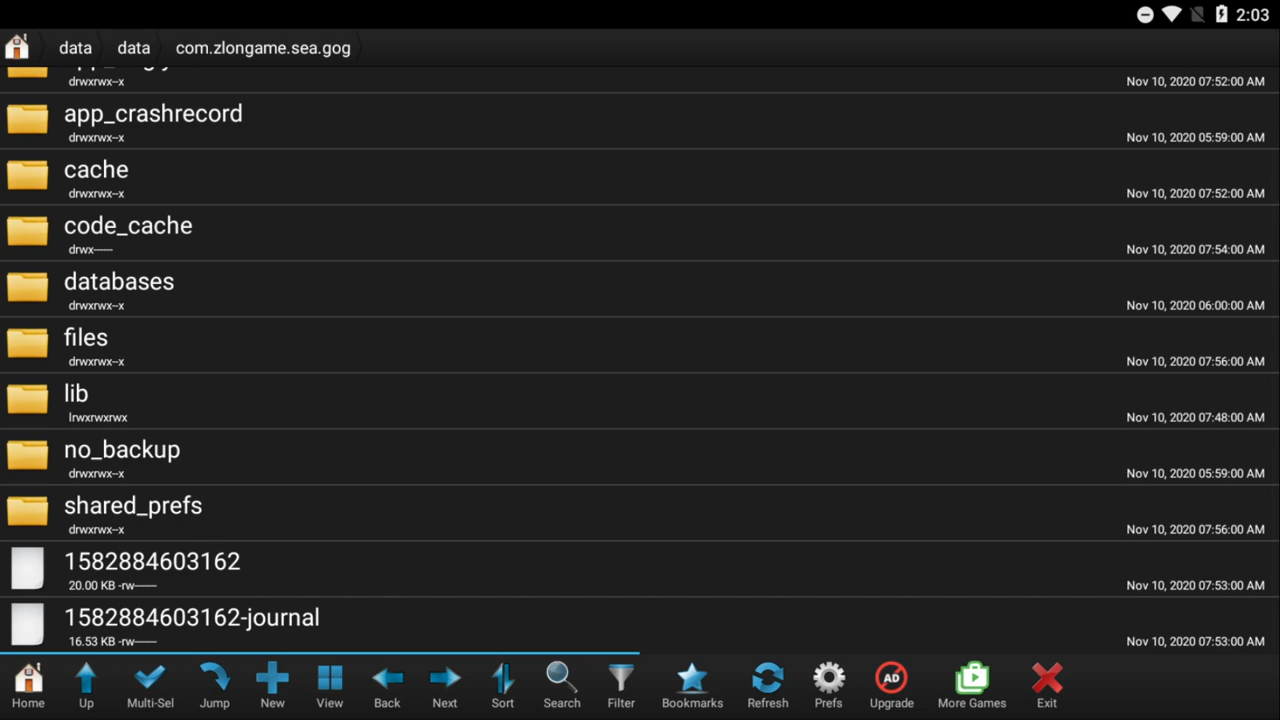 2:03
data data com.zlongame.sea.gog
drwxrwx--x Nov 10, 2020 07:52:00 AM
app_crashrecord
drwxrwx--x Nov 10, 2020 05:59:00 AM
cache
drwxrwx--x Nov 10, 2020 07:52:00 AM
code_cache
drwx------ Nov 10, 2020 07:54:00 AM
databases
drwxrwx--x Nov 10, 2020 06:00:00 AM
files
drwxrwx--x Nov 10, 2020 07:56:00 AM
lib
lrwxrwxrwx Nov 10, 2020 07:48:00 AM
no_backup
drwxrwx--x Nov 10, 2020 05:59:00 AM
shared_prefs
drwxrwx--x Nov 10, 2020 07:56:00 AM
1582884603162
20.00 KB -rw------- Nov 10, 2020 07:53:00 AM
1582884603162-journal
16.53 KB -rw------- Nov 10, 2020 07:53:00 AM
AD
Home Up Multi-Sel Jump New View Back Next Sort Search Filter Bookmarks Refresh Prefs Upgrade More Games Exit